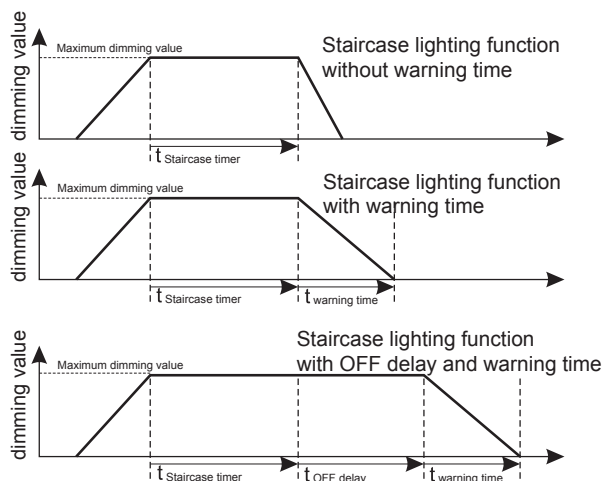 dimming value
Maximum dimming value
Staircase lighting function
without warning time
t Staircase timer
dimming value
Maximum dimming value
Staircase lighting function
with warning time
t Staircase timer
t warning time
dimming value
Maximum dimming value
Staircase lighting function
with OFF delay and warning time
t Staircase timer
t OFF delay
t warning time